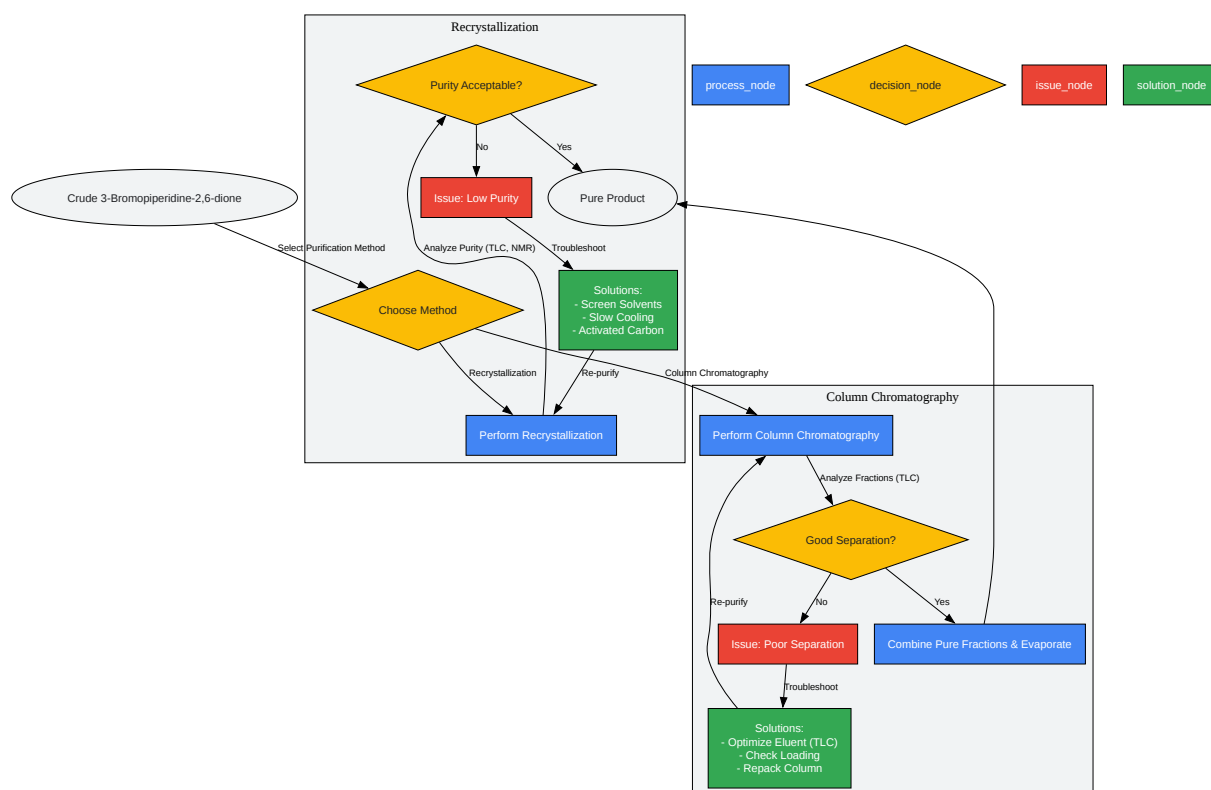 Recrystallization
Purity Acceptable?
process_node
decision_node
issue_node
solution_node
No
Yes
Crude 3-Bromopiperidine-2,6-dione
Issue: Low Purity
Pure Product
Select Purification Method
Analyze Purity (TLC, NMR)
Troubleshoot
Choose Method
Solutions:
- Screen Solvents
- Slow Cooling
- Activated Carbon
Recrystallization
Re-purify
Column Chromatography
Column Chromatography
Perform Recrystallization
Perform Column Chromatography
Analyze Fractions (TLC)
Good Separation?
Re-purify
No
Yes
Issue: Poor Separation
Combine Pure Fractions & Evaporate
Troubleshoot
Solutions:
- Optimize Eluent (TLC)
- Check Loading
- Repack Column